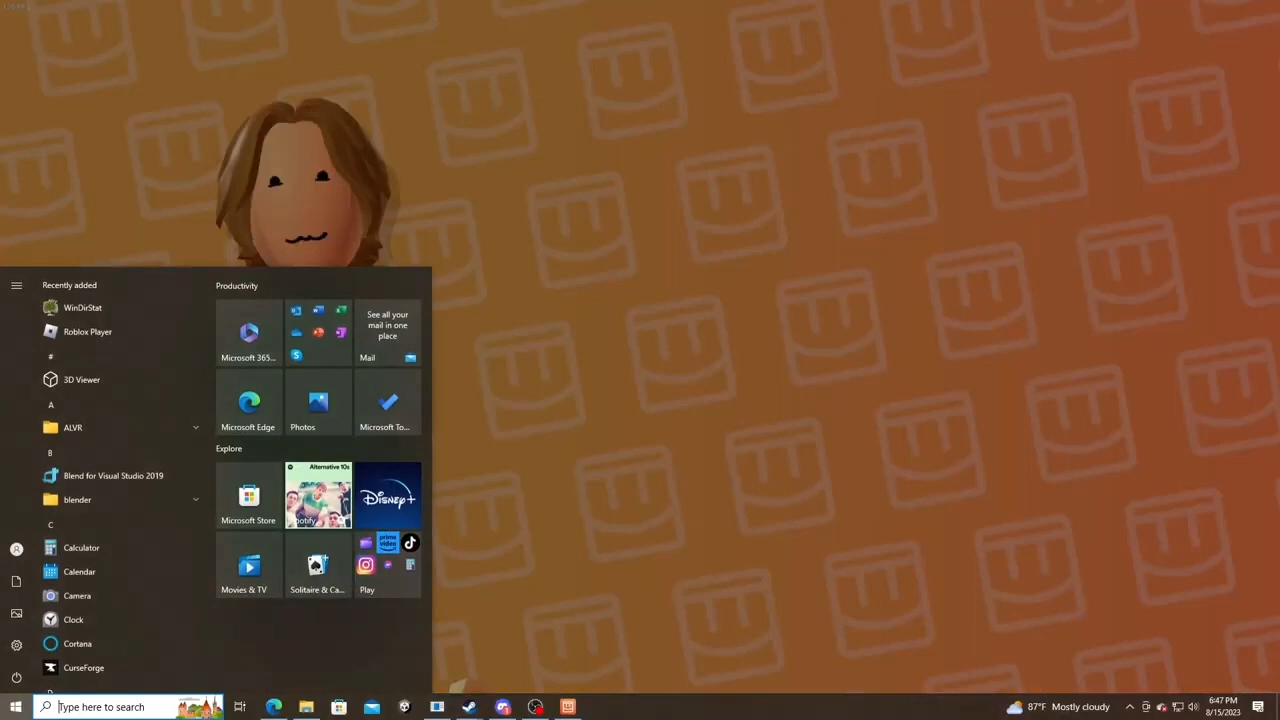 Recently added
WinDirStat
Roblox Player
#
3D Viewer
A
ALVR
B
Blend for Visual Studio 2019
blender
C
Calculator
Calendar
Camera
Clock
Cortana
CurseForge
Productivity
Microsoft 365...
See all your
mail in one
place
Mail
Microsoft Edge
Photos
Microsoft To...
Explore
Microsoft Store
Alternative 10s
Spotify
Disney+
Movies & TV
Solitaire & Ca...
prime video
Play
Type here to search
87°F Mostly cloudy
6:47 PM
8/15/2023